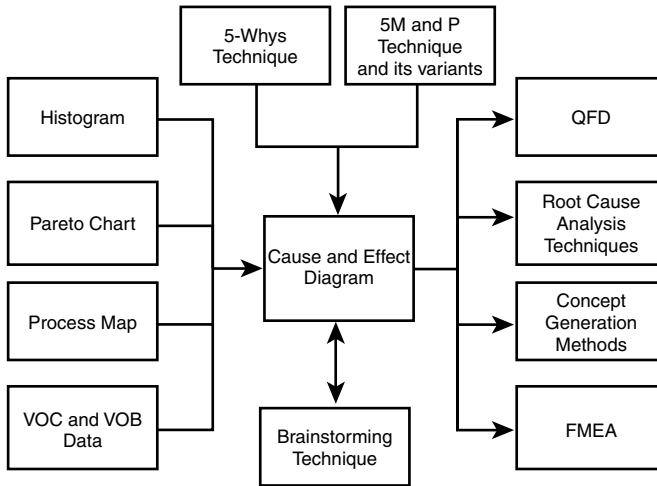 5-Whys
Technique
5M and P
Technique
and its variants
Histogram
Pareto Chart
Process Map
VOC and VOB
Data
Cause and Effect
Diagram
Brainstorming
Technique
QFD
Root Cause
Analysis
Techniques
Concept
Generation
Methods
FMEA